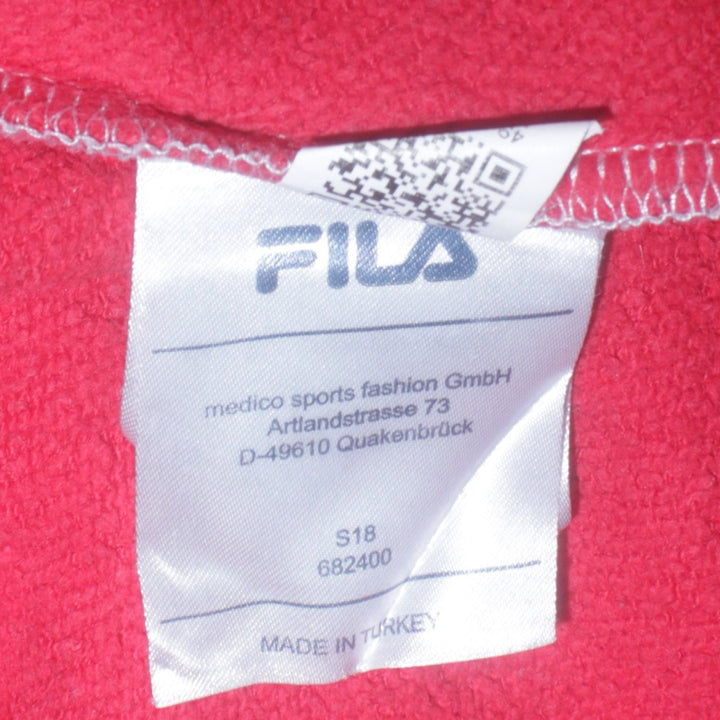 FILA
medico sports fashion GmbH
Artlandstrasse 73
D-49610 Quakenbrück
S18
682400
MADE IN TURKEY